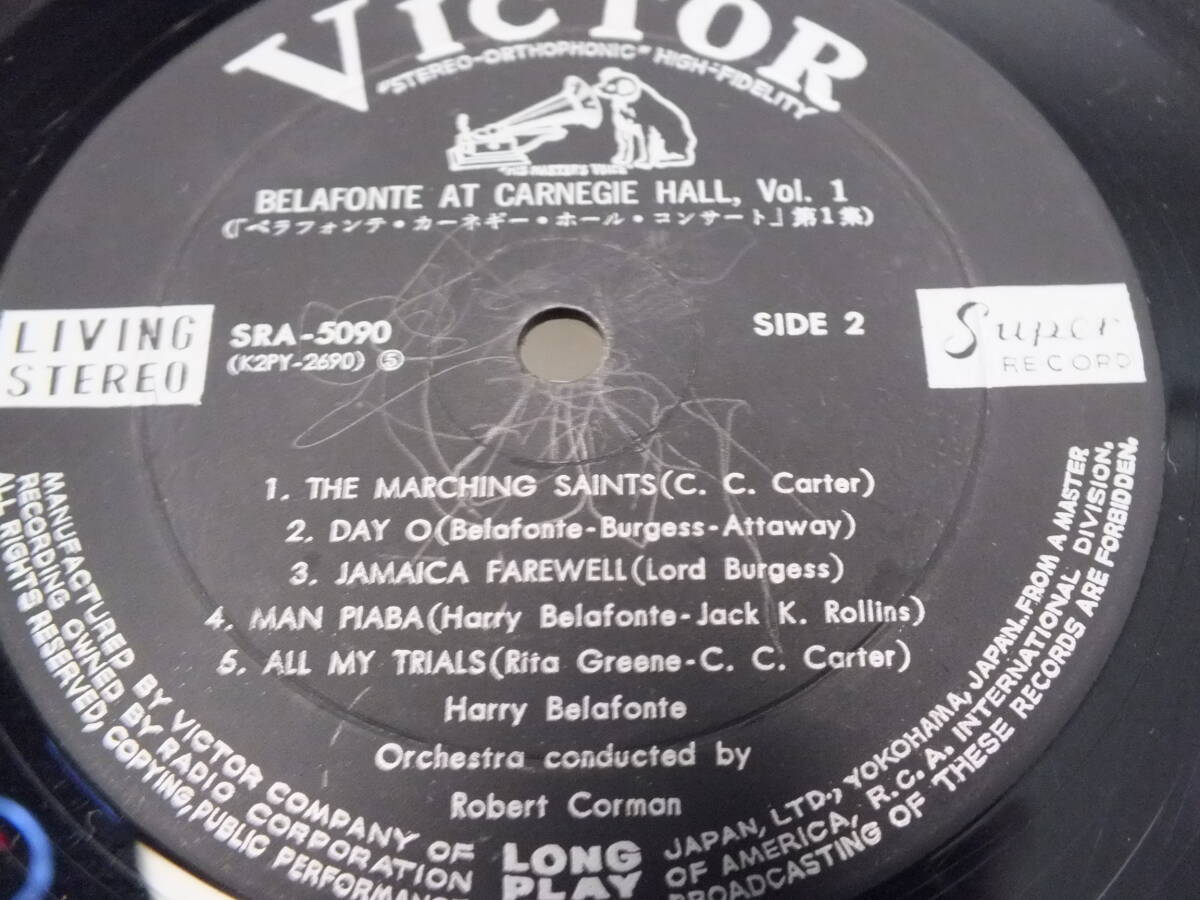 VICTOR
"STEREO-ORTHOPHONIC" HIGH-FIDELITY
"HIS MASTER'S VOICE"
BELAFONTE AT CARNEGIE HALL, Vol. 1
(『ベラフォンテ・カーネギー・ホール・コンサート』第1集)
LIVING
STEREO
SRA-5090
(K2PY-2690) ⑤
SIDE 2
Super
RECORD
1. THE MARCHING SAINTS(C. C. Carter)
2. DAY O(Belafonte-Burgess-Attaway)
3. JAMAICA FAREWELL(Lord Burgess)
4. MAN PIABA(Harry Belafonte-Jack K. Rollins)
5. ALL MY TRIALS(Rita Greene-C. C. Carter)
Harry Belafonte
Orchestra conducted by
Robert Corman
LONG
PLAY
MANUFACTURED BY VICTOR COMPANY OF JAPAN, LTD., YOKOHAMA, JAPAN..FROM A MASTER
RECORDING OWNED BY RADIO CORPORATION OF AMERICA, R.C.A. INTERNATIONAL DIVISION,
ALL RIGHTS RESERVED, COPYING, PUBLIC PERFORMANCE BROADCASTING OF THESE RECORDS ARE FORBIDDEN.